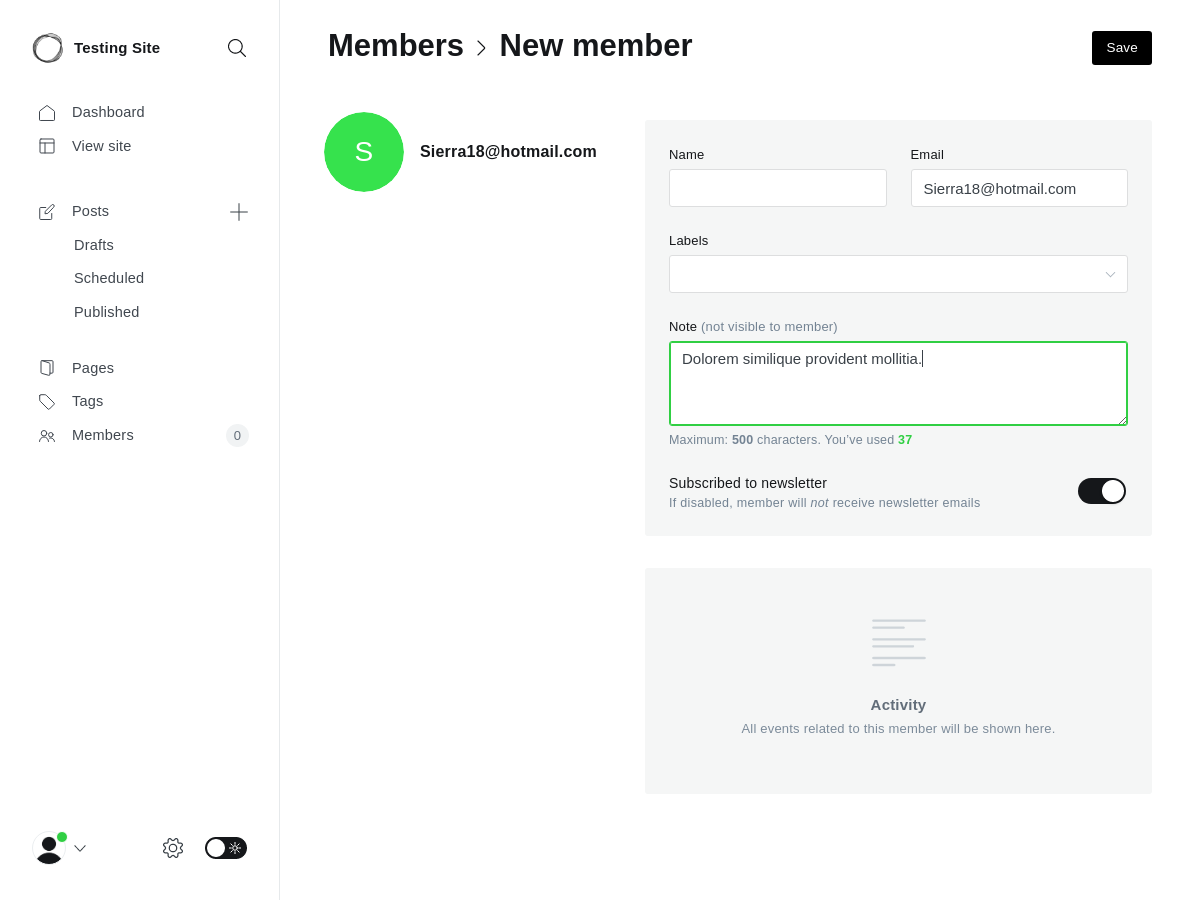 Testing Site
Dashboard
View site
Posts
Drafts
Scheduled
Published
Pages
Tags
Members 0
Members New member
Save
S
Sierra18@hotmail.com
Name
Email
Sierra18@hotmail.com
Labels
Note (not visible to member)
Dolorem similique provident mollitia.
Maximum: 500 characters. You’ve used 37
Subscribed to newsletter
If disabled, member will not receive newsletter emails
Activity
All events related to this member will be shown here.